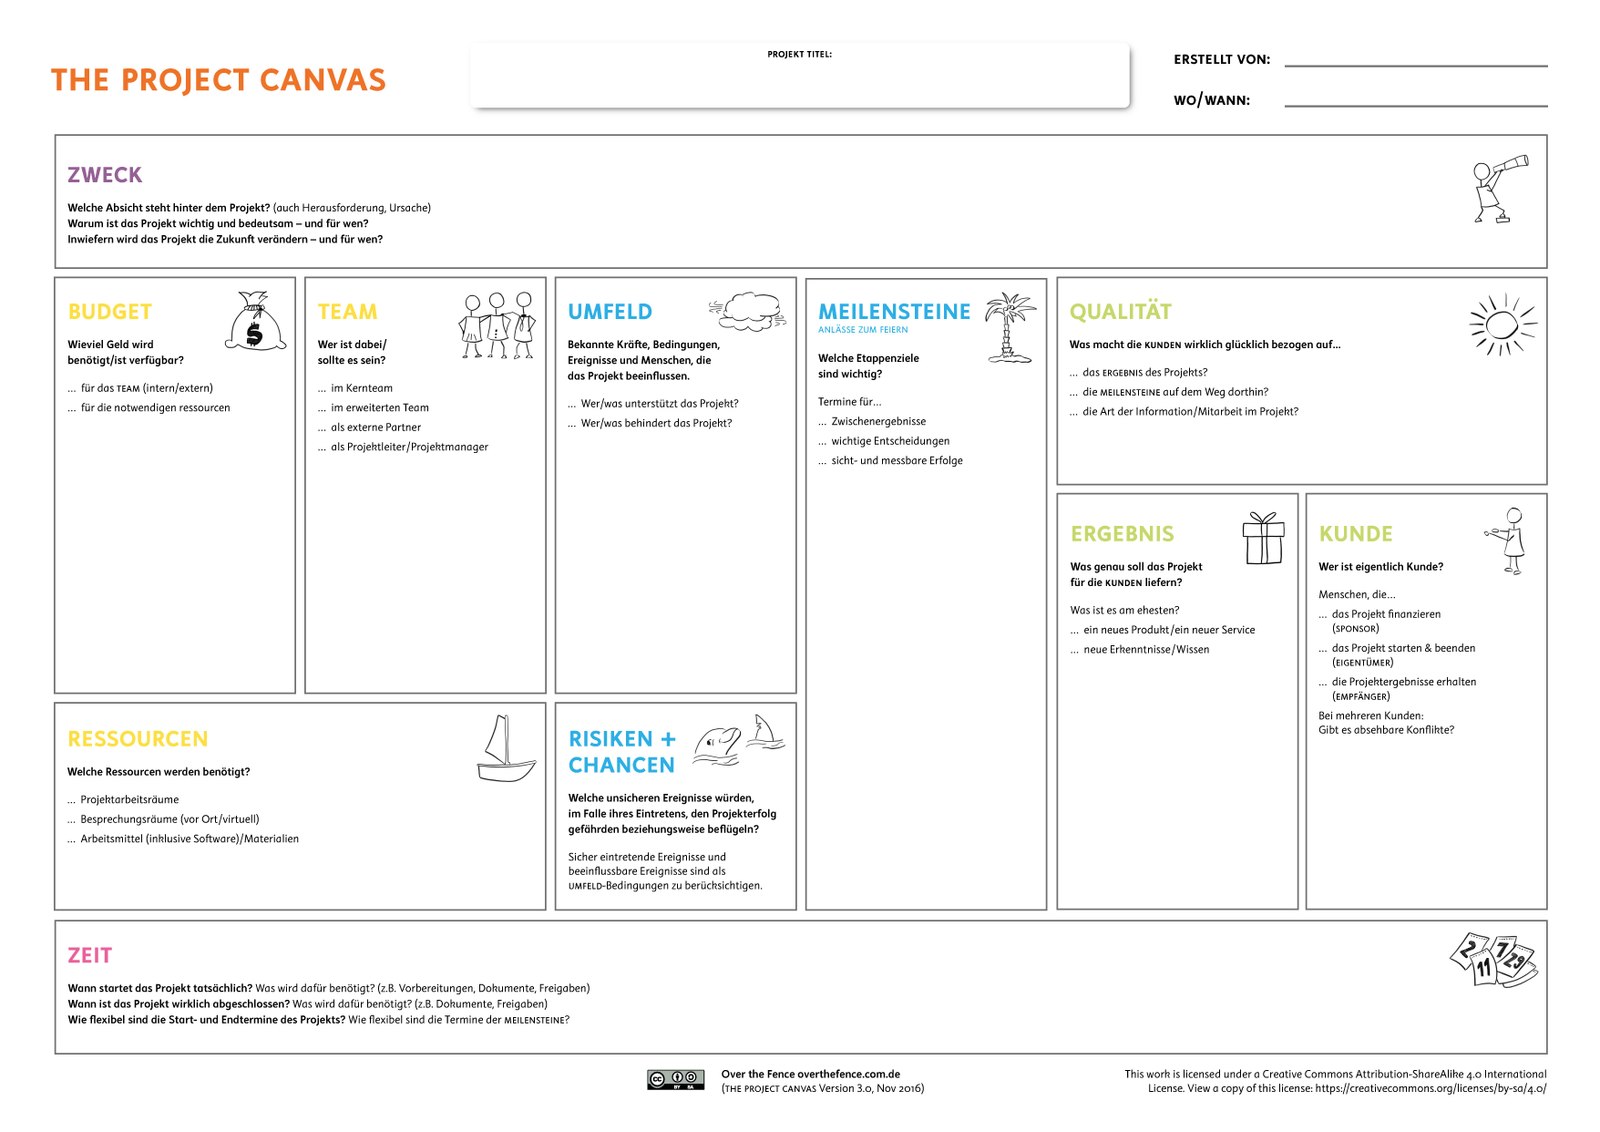 THE PROJECT CANVAS
PROJEKT TITEL:
ERSTELLT VON:
WO/WANN:
ZWECK
Welche Absicht steht hinter dem Projekt? (auch Herausforderung, Ursache)
Warum ist das Projekt wichtig und bedeutsam – und für wen?
Inwiefern wird das Projekt die Zukunft verändern – und für wen?
BUDGET
$
Wieviel Geld wird
benötigt/ist verfügbar?
... für das TEAM (intern/extern)
... für die notwendigen ressourcen
TEAM
Wer ist dabei/
sollte es sein?
... im Kernteam
... im erweiterten Team
... als externe Partner
... als Projektleiter/Projektmanager
UMFELD
Bekannte Kräfte, Bedingungen,
Ereignisse und Menschen, die
das Projekt beeinflussen.
... Wer/was unterstützt das Projekt?
... Wer/was behindert das Projekt?
MEILENSTEINE
ANLÄSSE ZUM FEIERN
Welche Etappenziele
sind wichtig?
Termine für...
... Zwischenergebnisse
... wichtige Entscheidungen
... sicht- und messbare Erfolge
QUALITÄT
Was macht die KUNDEN wirklich glücklich bezogen auf...
... das ERGEBNIS des Projekts?
... die MEILENSTEINE auf dem Weg dorthin?
... die Art der Information/Mitarbeit im Projekt?
ERGEBNIS
Was genau soll das Projekt
für die KUNDEN liefern?
Was ist es am ehesten?
... ein neues Produkt/ein neuer Service
... neue Erkenntnisse/Wissen
KUNDE
Wer ist eigentlich Kunde?
Menschen, die...
... das Projekt finanzieren
(SPONSOR)
... das Projekt starten & beenden
(EIGENTÜMER)
... die Projektergebnisse erhalten
(EMPFÄNGER)
Bei mehreren Kunden:
Gibt es absehbare Konflikte?
RESSOURCEN
Welche Ressourcen werden benötigt?
... Projektarbeitsräume
... Besprechungsräume (vor Ort/virtuell)
... Arbeitsmittel (inklusive Software)/Materialien
RISIKEN +
CHANCEN
Welche unsicheren Ereignisse würden,
im Falle ihres Eintretens, den Projekterfolg
gefährden beziehungsweise beflügeln?
Sicher eintretende Ereignisse und
beeinflussbare Ereignisse sind als
UMFELD-Bedingungen zu berücksichtigen.
ZEIT
Wann startet das Projekt tatsächlich? Was wird dafür benötigt? (z.B. Vorbereitungen, Dokumente, Freigaben)
Wann ist das Projekt wirklich abgeschlossen? Was wird dafür benötigt? (z.B. Dokumente, Freigaben)
Wie flexibel sind die Start- und Endtermine des Projekts? Wie flexibel sind die Termine der MEILENSTEINE?
2 7 11 29
cc BY SA
Over the Fence overthefence.com.de
(THE PROJECT CANVAS Version 3.0, Nov 2016)
This work is licensed under a Creative Commons Attribution-ShareAlike 4.0 International
License. View a copy of this license: https://creativecommons.org/licenses/by-sa/4.0/